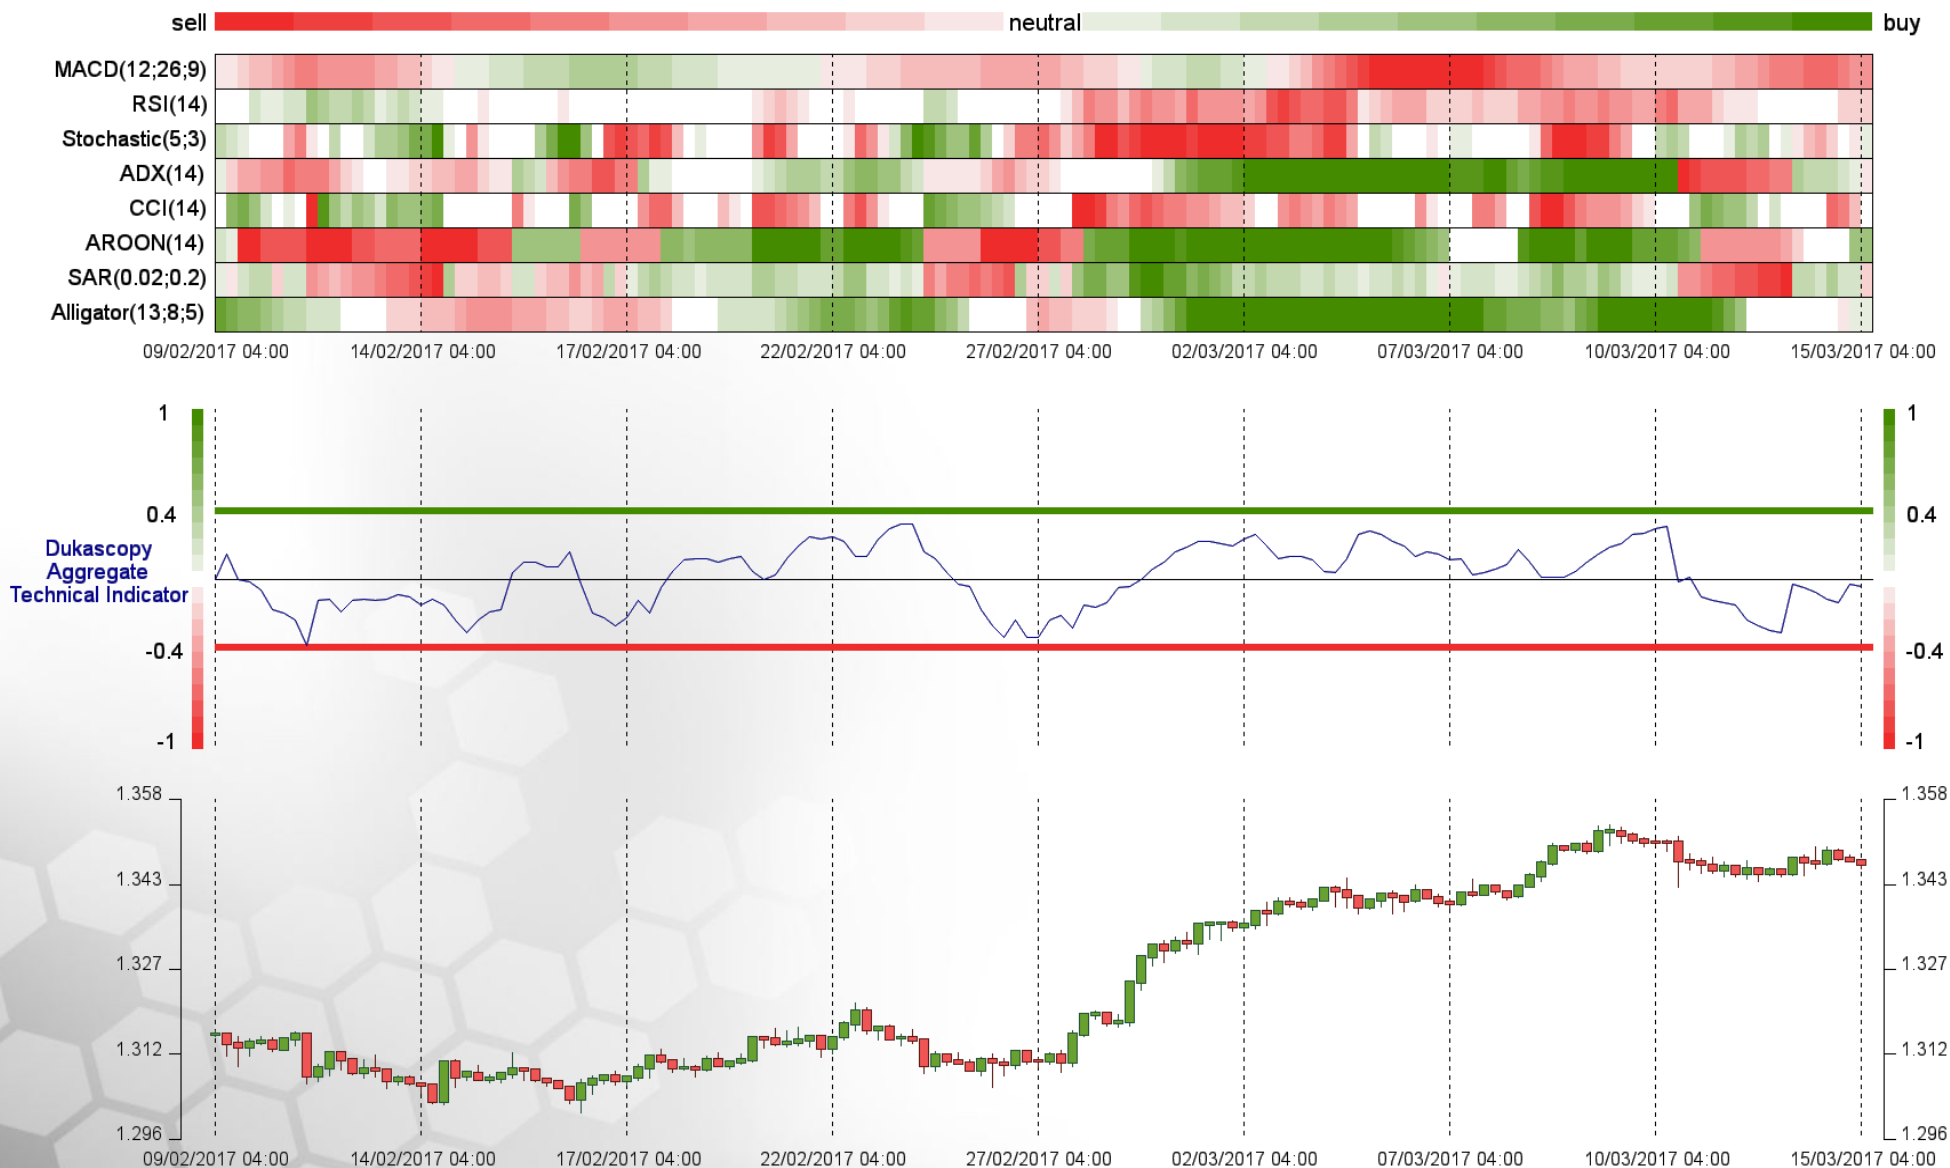 sell neutral buy
MACD(12;26;9)
RSI(14)
Stochastic(5;3)
ADX(14)
CCI(14)
AROON(14)
SAR(0.02;0.2)
Alligator(13;8;5)
09/02/2017 04:00 14/02/2017 04:00 17/02/2017 04:00 22/02/2017 04:00 27/02/2017 04:00 02/03/2017 04:00 07/03/2017 04:00 10/03/2017 04:00 15/03/2017 04:00
1 1
0.4 0.4
Dukascopy
Aggregate
Technical Indicator
-0.4 -0.4
-1 -1
1.358 1.358
1.343 1.343
1.327 1.327
1.312 1.312
1.296 1.296
09/02/2017 04:00 14/02/2017 04:00 17/02/2017 04:00 22/02/2017 04:00 27/02/2017 04:00 02/03/2017 04:00 07/03/2017 04:00 10/03/2017 04:00 15/03/2017 04:00